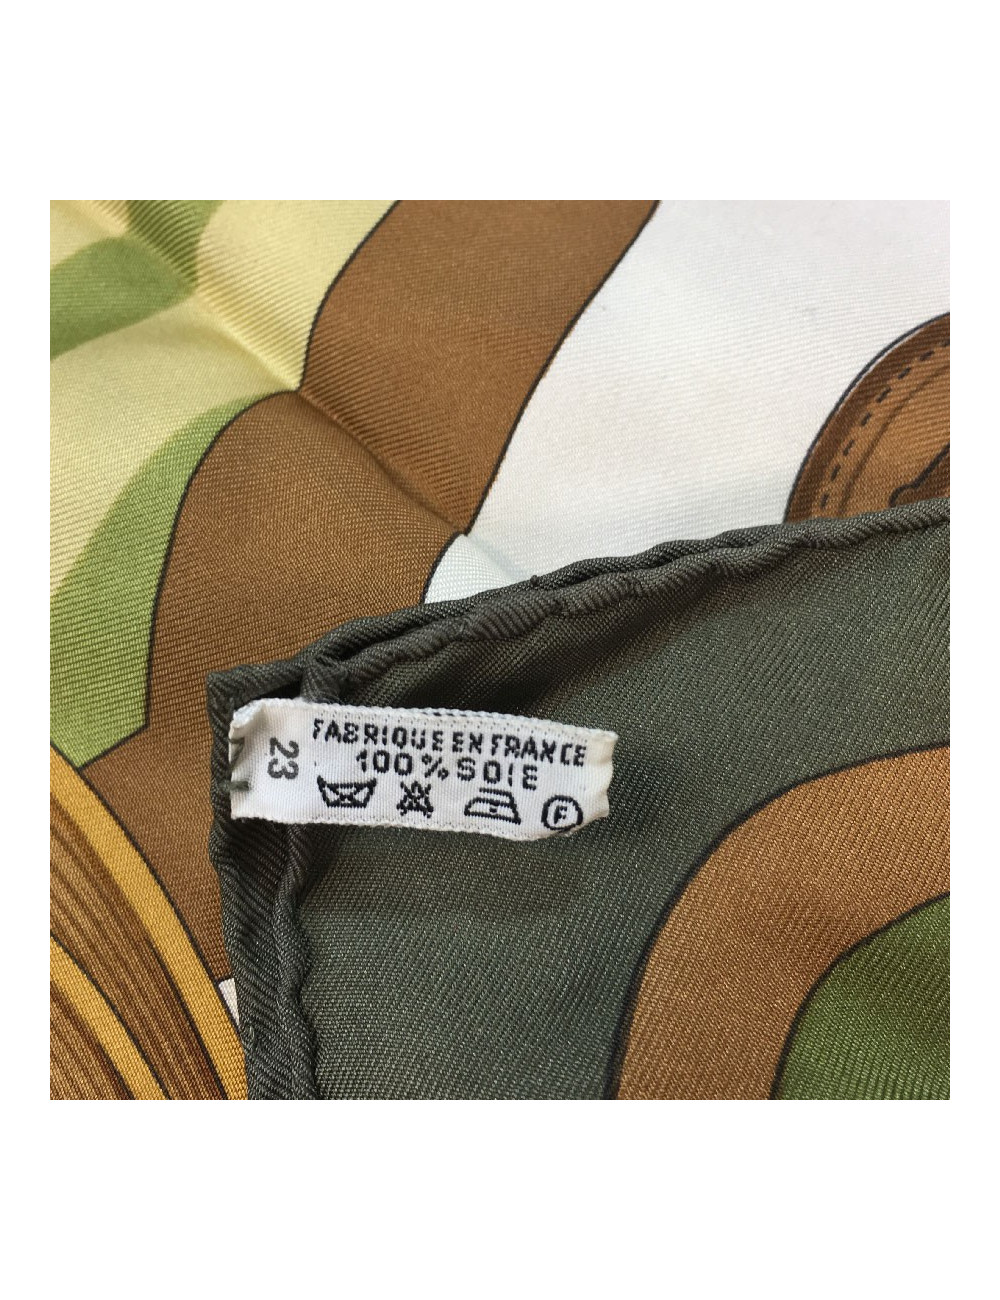 FABRIQUE EN FRANCE
100% SOIE
F
23